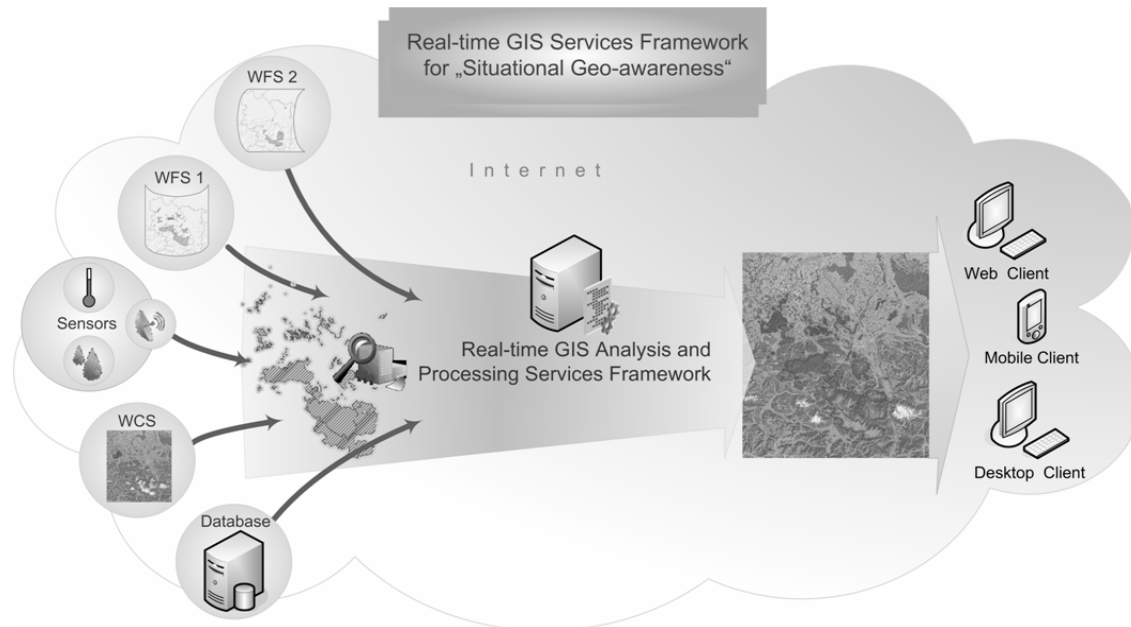 Real-time GIS Services Framework
for „Situational Geo-awareness“
WFS 2
Internet
WFS 1
Sensors
WCS
Database
Real-time GIS Analysis and
Processing Services Framework
Web Client
Mobile Client
Desktop Client